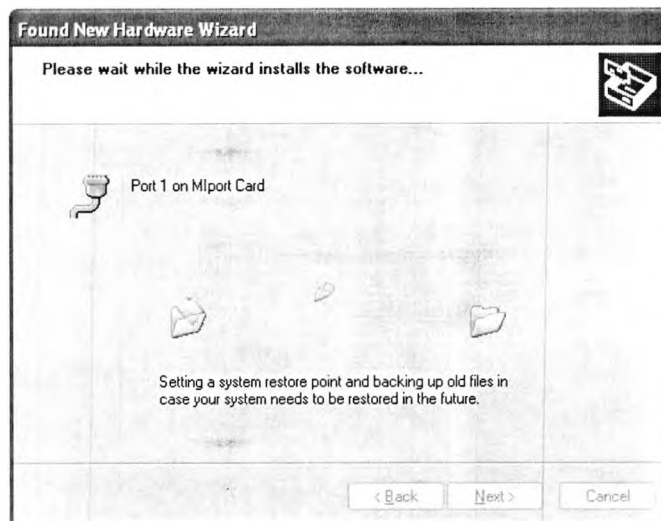 Found New Hardware Wizard
Please wait while the wizard installs the software...
Port 1 on MIport Card
Setting a system restore point and backing up old files in
case your system needs to be restored in the future.
< Back
Next >
Cancel